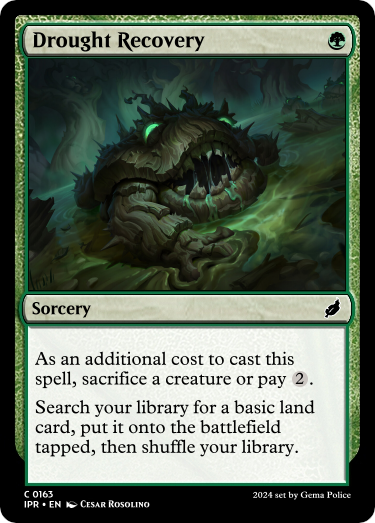 Drought Recovery
Sorcery
As an additional cost to cast this
spell, sacrifice a creature or pay 2.
Search your library for a basic land
card, put it onto the battlefield
tapped, then shuffle your library.
C 0163
IPR • EN Cesar Rosolino
2024 set by Gema Police